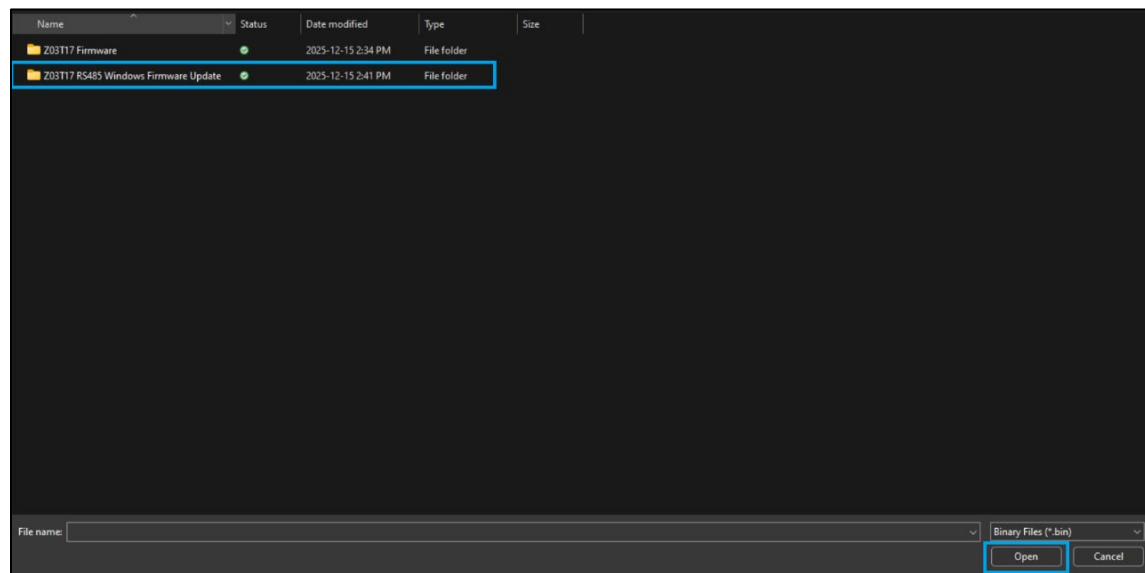 Name Status Date modified Type Size
Z03T17 Firmware 2025-12-15 2:34 PM File folder
Z03T17 RS485 Windows Firmware Update 2025-12-15 2:41 PM File folder
File name: Binary Files (*.bin)
Open Cancel